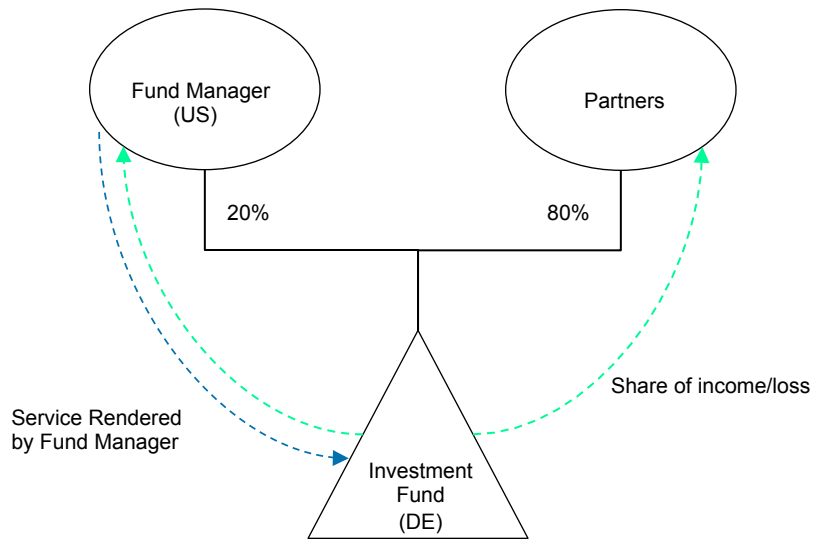 Fund Manager
(US)
Partners
20%
80%
Share of income/loss
Service Rendered
by Fund Manager
Investment
Fund
(DE)